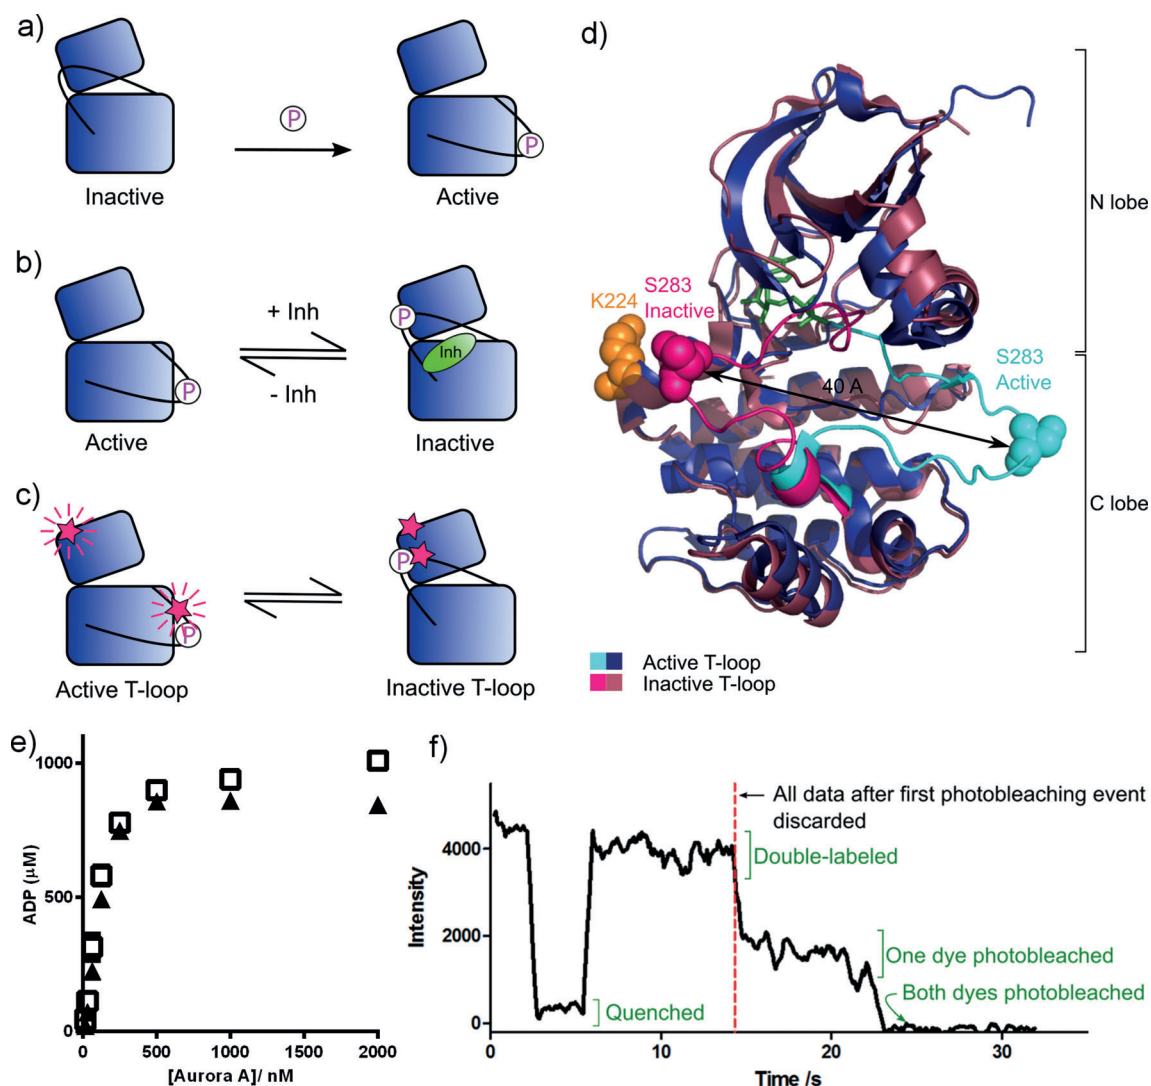 a)
P
P
Inactive
Active
b)
+ Inh
- Inh
P
P
Inh
Active
Inactive
c)
P
P
Active T-loop
Inactive T-loop
d)
N lobe
K224
S283
Inactive
S283
Active
40 A
C lobe
Active T-loop
Inactive T-loop
e)
ADP (µM)
1000
500
0
0
500
1000
1500
2000
[Aurora A]/ nM
f)
Intensity
4000
2000
0
All data after first photobleaching event
discarded
Double-labeled
One dye photobleached
Both dyes photobleached
Quenched
0
10
20
30
Time /s